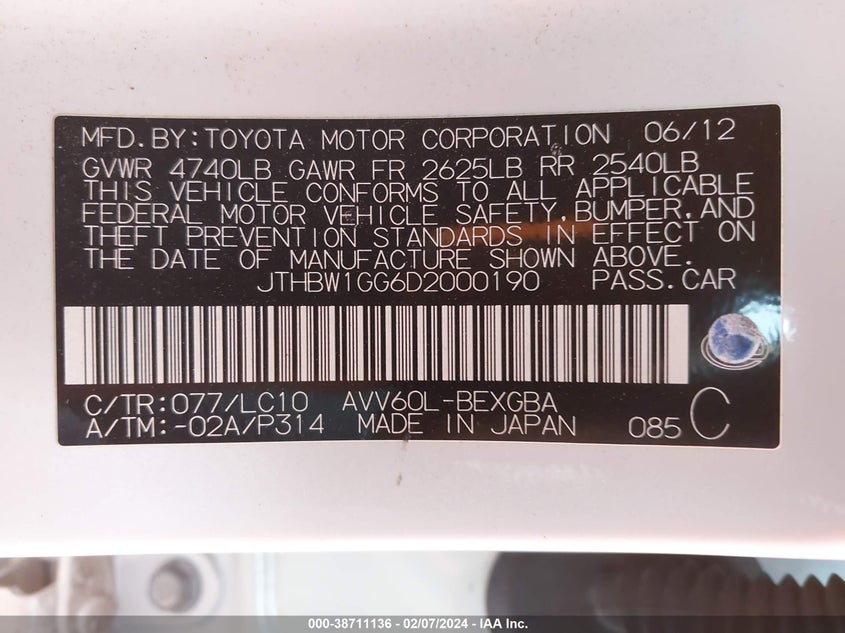 MFD.BY:TOYOTA MOTOR CORPORATION 06/12
GVWR 4740LB GAWR FR 2625LB RR 2540LB
THIS VEHICLE CONFORMS TO ALL APPLICABLE
FEDERAL MOTOR VEHICLE SAFETY,BUMPER,AND
THEFT PREVENTION STANDARDS IN EFFECT ON
THE DATE OF MANUFACTURE SHOWN ABOVE.
JTHBW1GG6D2000190 PASS.CAR
C/TR:077/LC10 AVV60L-BEXGBA
A/TM:-02A/P314 MADE IN JAPAN 085 C
000-38711136 - 02/07/2024 - IAA Inc.